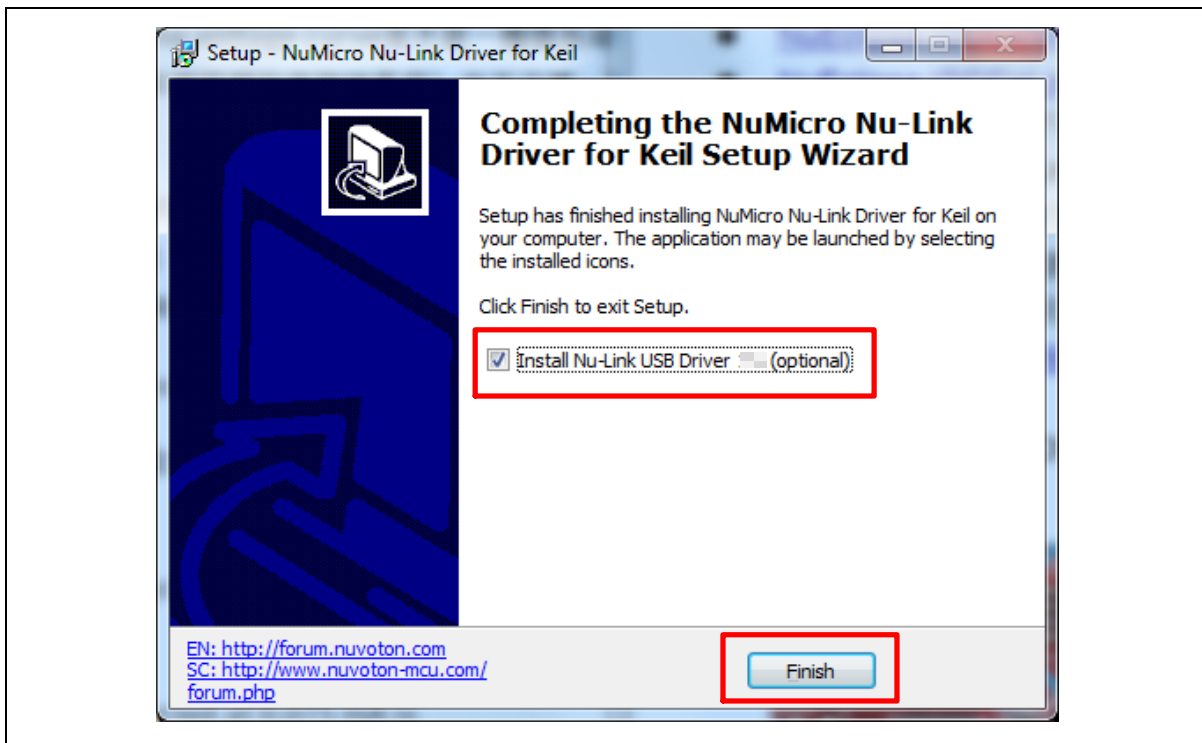 Setup - NuMicro Nu-Link Driver for Keil
Completing the NuMicro Nu-Link
Driver for Keil Setup Wizard
Setup has finished installing NuMicro Nu-Link Driver for Keil on
your computer. The application may be launched by selecting
the installed icons.
Click Finish to exit Setup.
Install Nu-Link USB Driver (optional)
EN: http://forum.nuvoton.com
SC: http://www.nuvoton-mcu.com/
forum.php
Finish